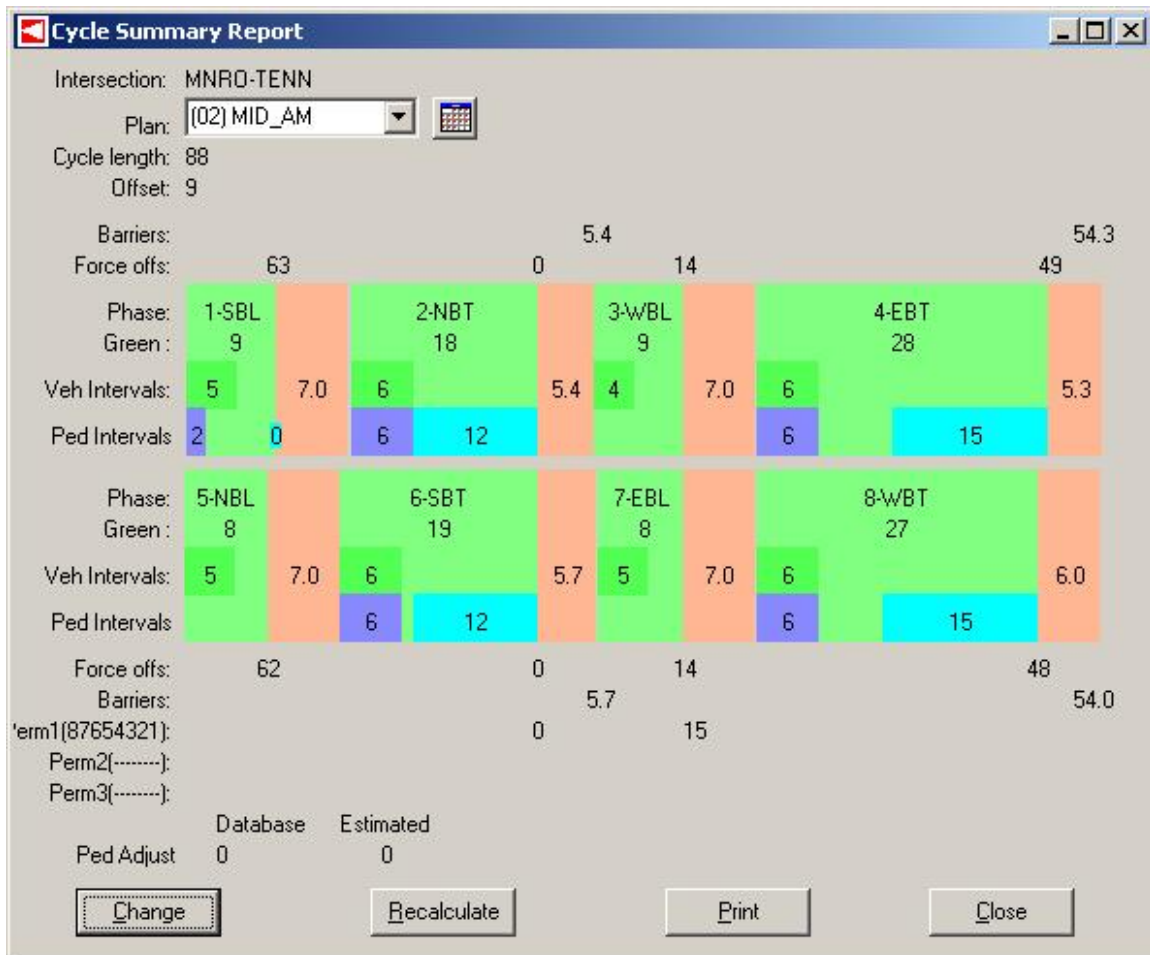 Cycle Summary Report
Intersection: MNRO-TENN
Plan: (02) MID_AM
Cycle length: 88
Offset: 9
Barriers: 5.4 54.3
Force offs: 63 0 14 49
Phase: 1-SBL 2-NBT 3-WBL 4-EBT
Green : 9 18 9 28
Veh Intervals: 5 7.0 6 5.4 4 7.0 6 5.3
Ped Intervals 2 0 6 12 6 15
Phase: 5-NBL 6-SBT 7-EBL 8-WBT
Green : 8 19 8 27
Veh Intervals: 5 7.0 6 5.7 5 7.0 6 6.0
Ped Intervals 6 12 6 15
Force offs: 62 0 14 48
Barriers: 5.7 54.0
'erm1(87654321): 0 15
Perm2(--------):
Perm3(--------):
Database Estimated
Ped Adjust 0 0
Change Recalculate Print Close